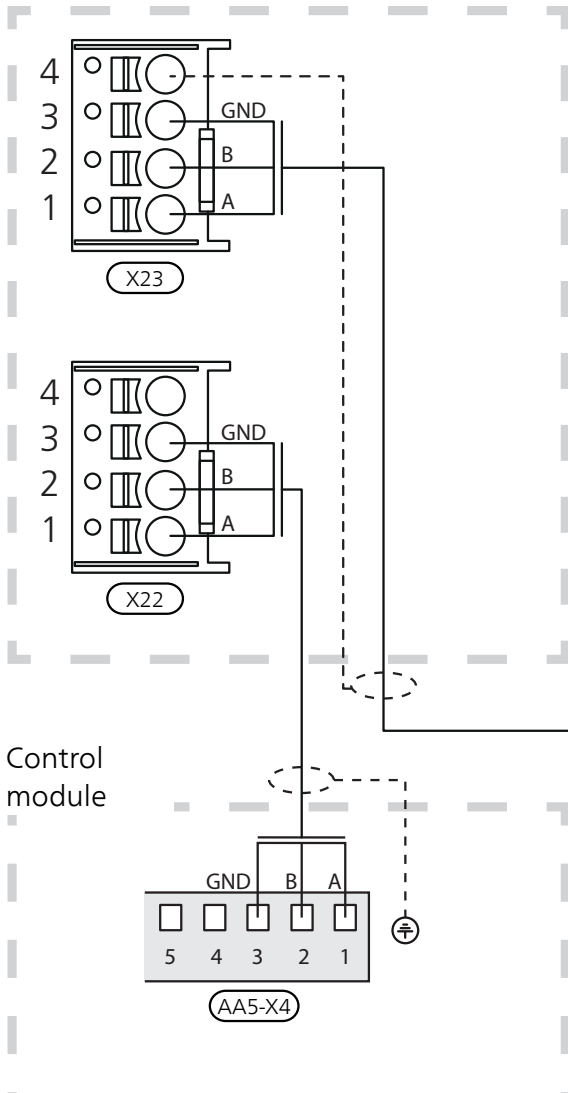 4
3 GND
2 B
1 A
X23
4
3 GND
2 B
1 A
X22
Control
module
GND B A
5 4 3 2 1
AA5-X4